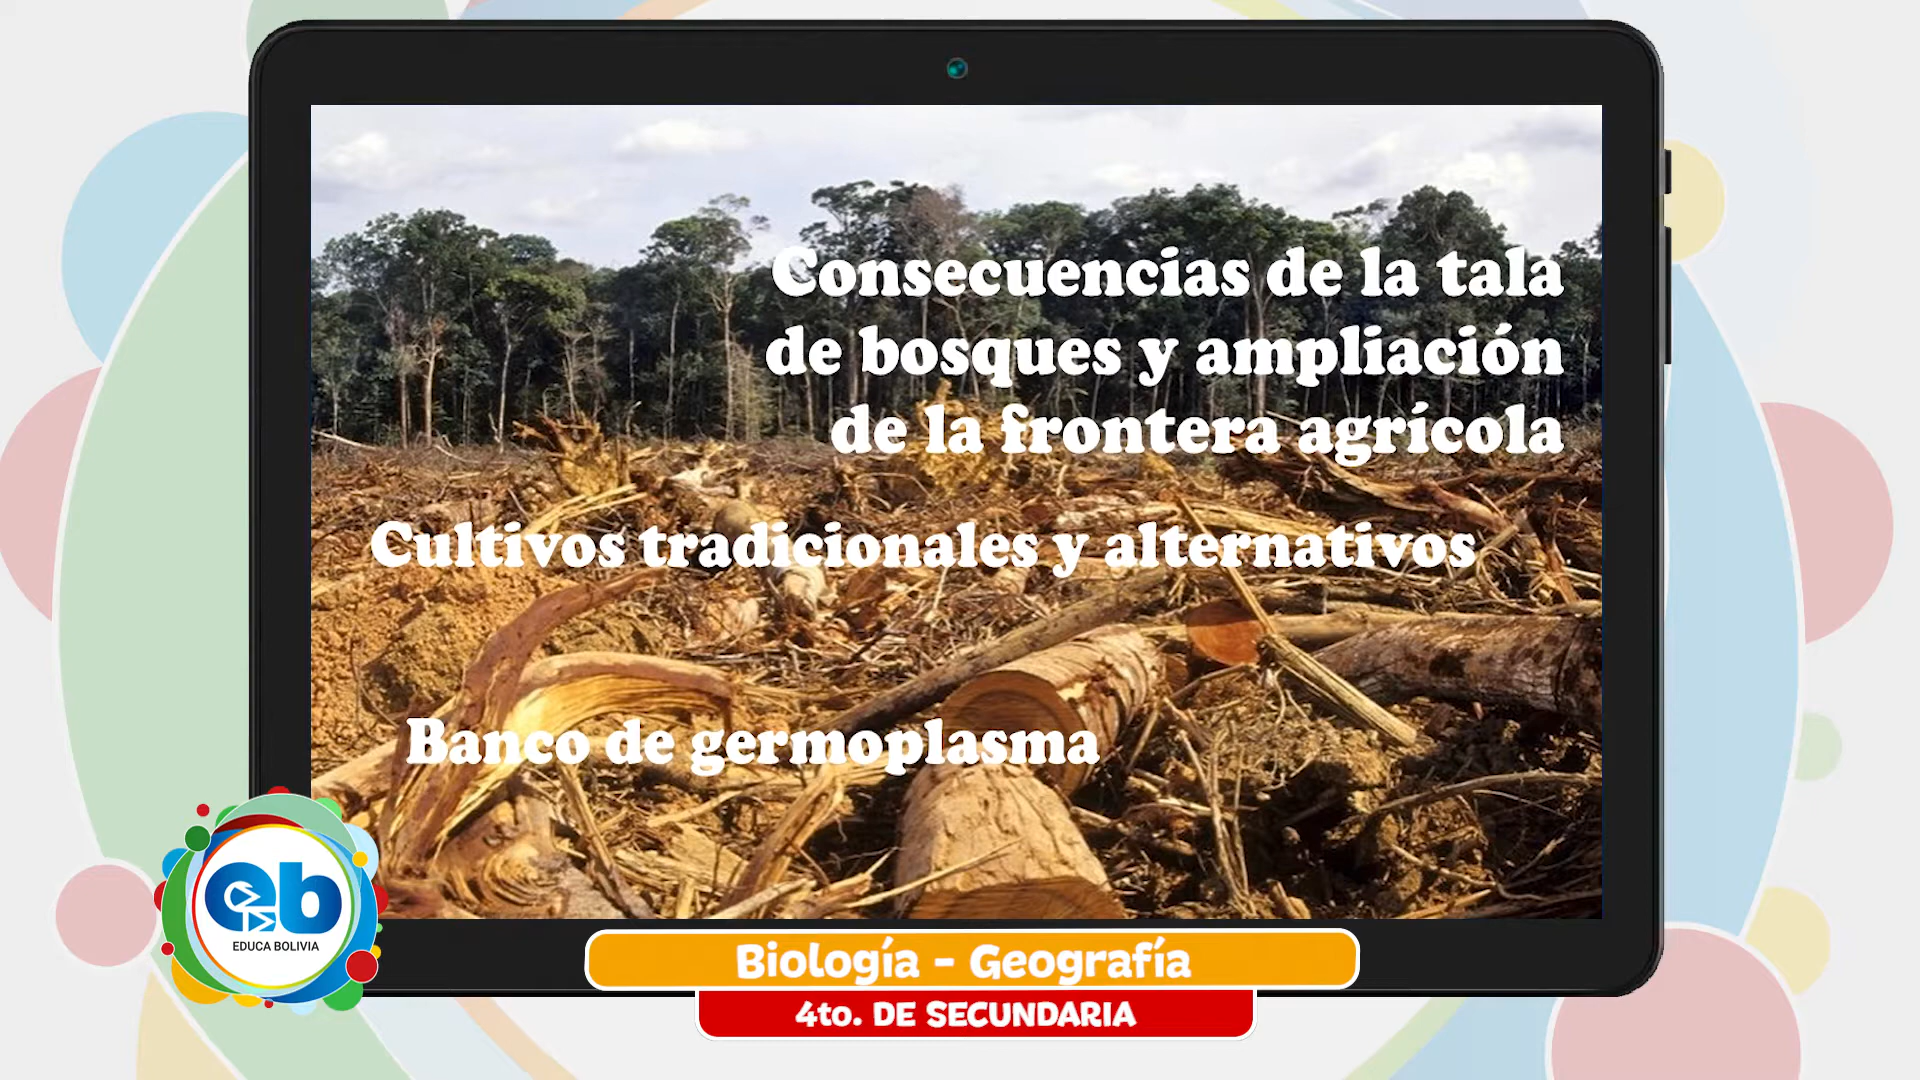 Consecuencias de la tala
de bosques y ampliación
de la frontera agrícola
Cultivos tradicionales y alternativos
Banco de germoplasma
eb
EDUCA BOLIVIA
Biología - Geografía
4to. DE SECUNDARIA